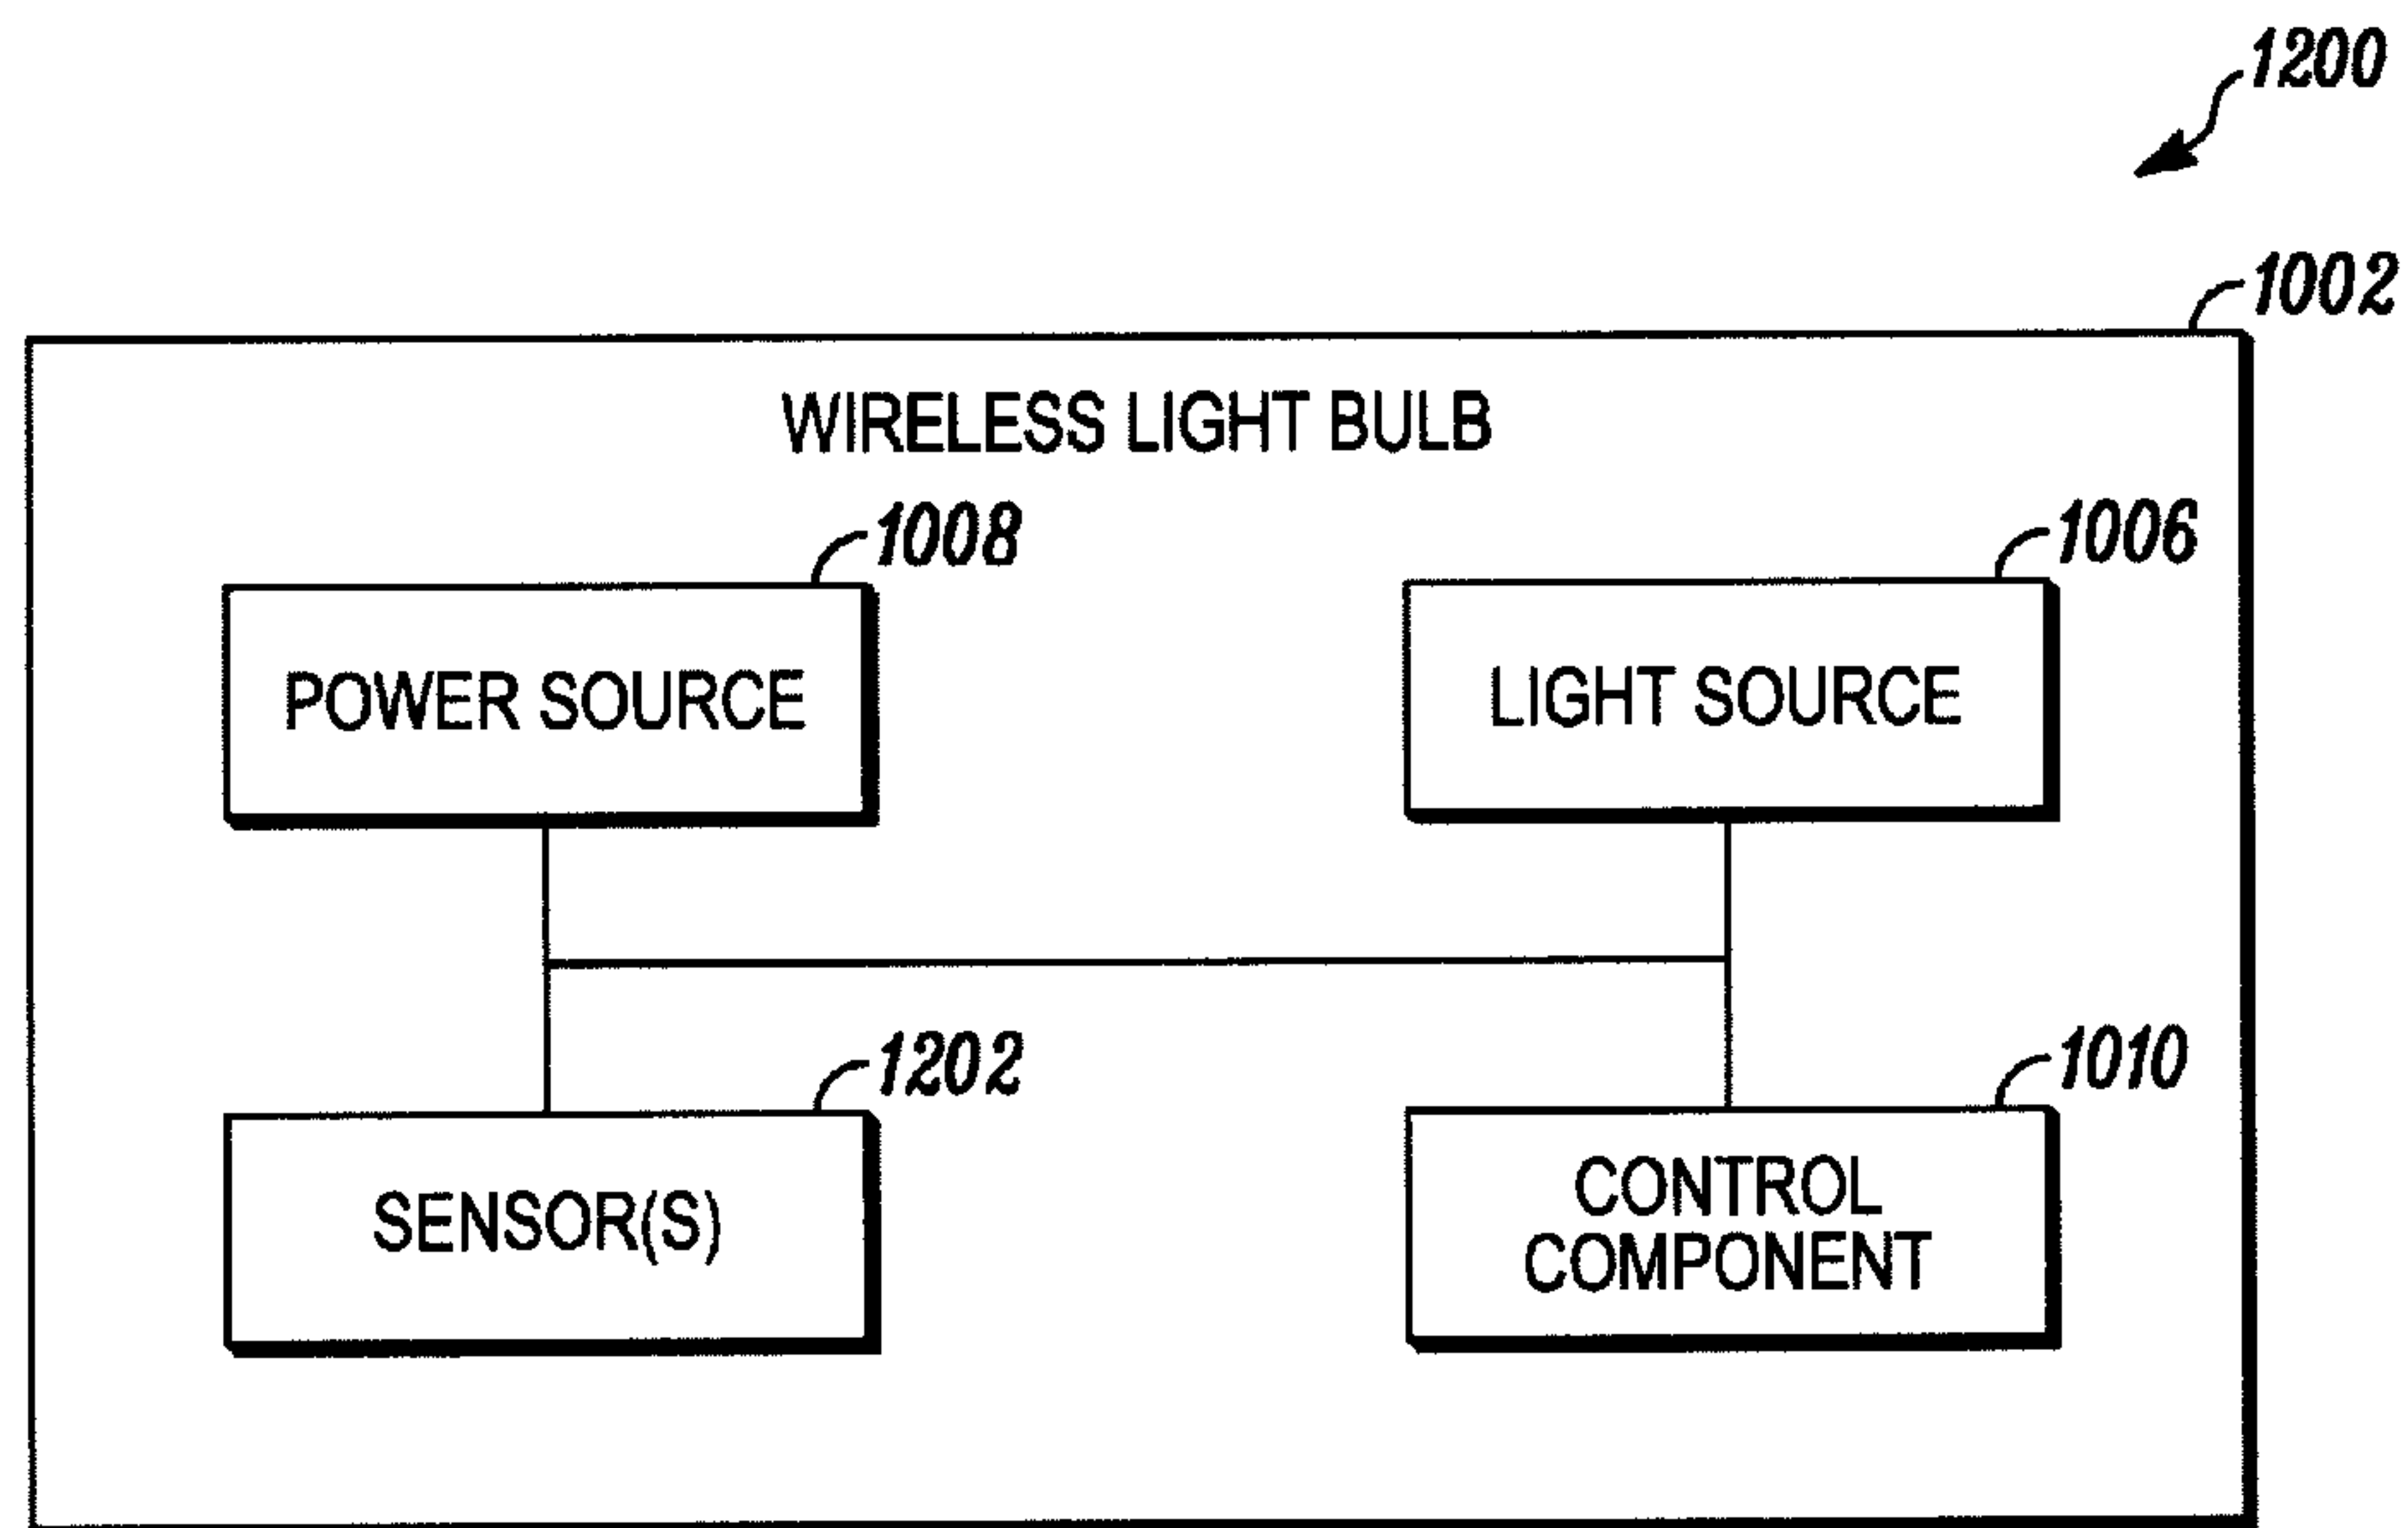 1200
1002
WIRELESS LIGHT BULB
1008
1006
POWER SOURCE
LIGHT SOURCE
1202
1010
SENSOR(S)
CONTROL
COMPONENT